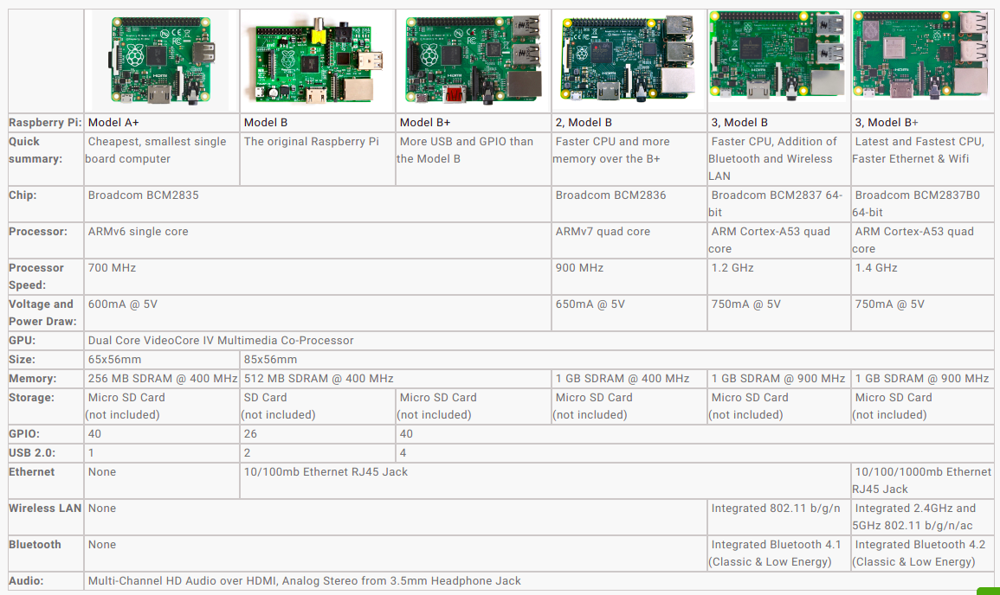 Raspberry Pi: Model A+ Model B Model B+ 2, Model B 3, Model B 3, Model B+
Quick summary: Cheapest, smallest single board computer The original Raspberry Pi More USB and GPIO than the Model B Faster CPU and more memory over the B+ Faster CPU, Addition of Bluetooth and Wireless LAN Latest and Fastest CPU, Faster Ethernet & Wifi
Chip: Broadcom BCM2835 Broadcom BCM2836 Broadcom BCM2837 64-bit Broadcom BCM2837B0 64-bit
Processor: ARMv6 single core ARMv7 quad core ARM Cortex-A53 quad core ARM Cortex-A53 quad core
Processor Speed: 700 MHz 900 MHz 1.2 GHz 1.4 GHz
Voltage and Power Draw: 600mA @ 5V 650mA @ 5V 750mA @ 5V 750mA @ 5V
GPU: Dual Core VideoCore IV Multimedia Co-Processor
Size: 65x56mm 85x56mm
Memory: 256 MB SDRAM @ 400 MHz 512 MB SDRAM @ 400 MHz 1 GB SDRAM @ 400 MHz 1 GB SDRAM @ 900 MHz 1 GB SDRAM @ 900 MHz
Storage: Micro SD Card (not included) SD Card (not included) Micro SD Card (not included) Micro SD Card (not included) Micro SD Card (not included) Micro SD Card (not included)
GPIO: 40 26 40
USB 2.0: 1 2 4
Ethernet None 10/100mb Ethernet RJ45 Jack 10/100/1000mb Ethernet RJ45 Jack
Wireless LAN None Integrated 802.11 b/g/n Integrated 2.4GHz and 5GHz 802.11 b/g/n/ac
Bluetooth None Integrated Bluetooth 4.1 (Classic & Low Energy) Integrated Bluetooth 4.2 (Classic & Low Energy)
Audio: Multi-Channel HD Audio over HDMI, Analog Stereo from 3.5mm Headphone Jack